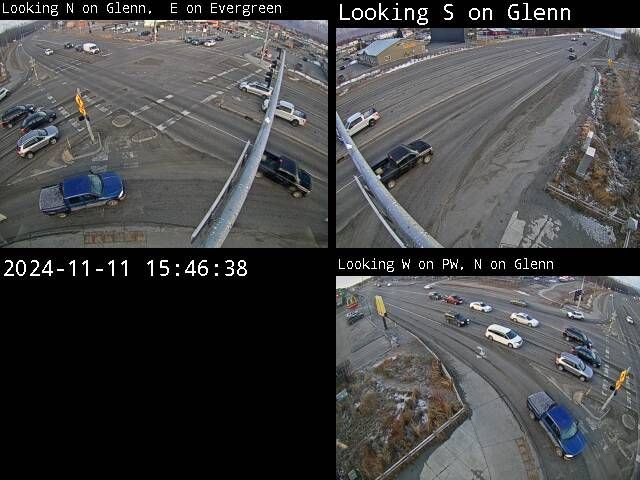 Looking N on Glenn, E on Evergreen
Looking S on Glenn
2024-11-11 15:46:38
Looking W on PW, N on Glenn